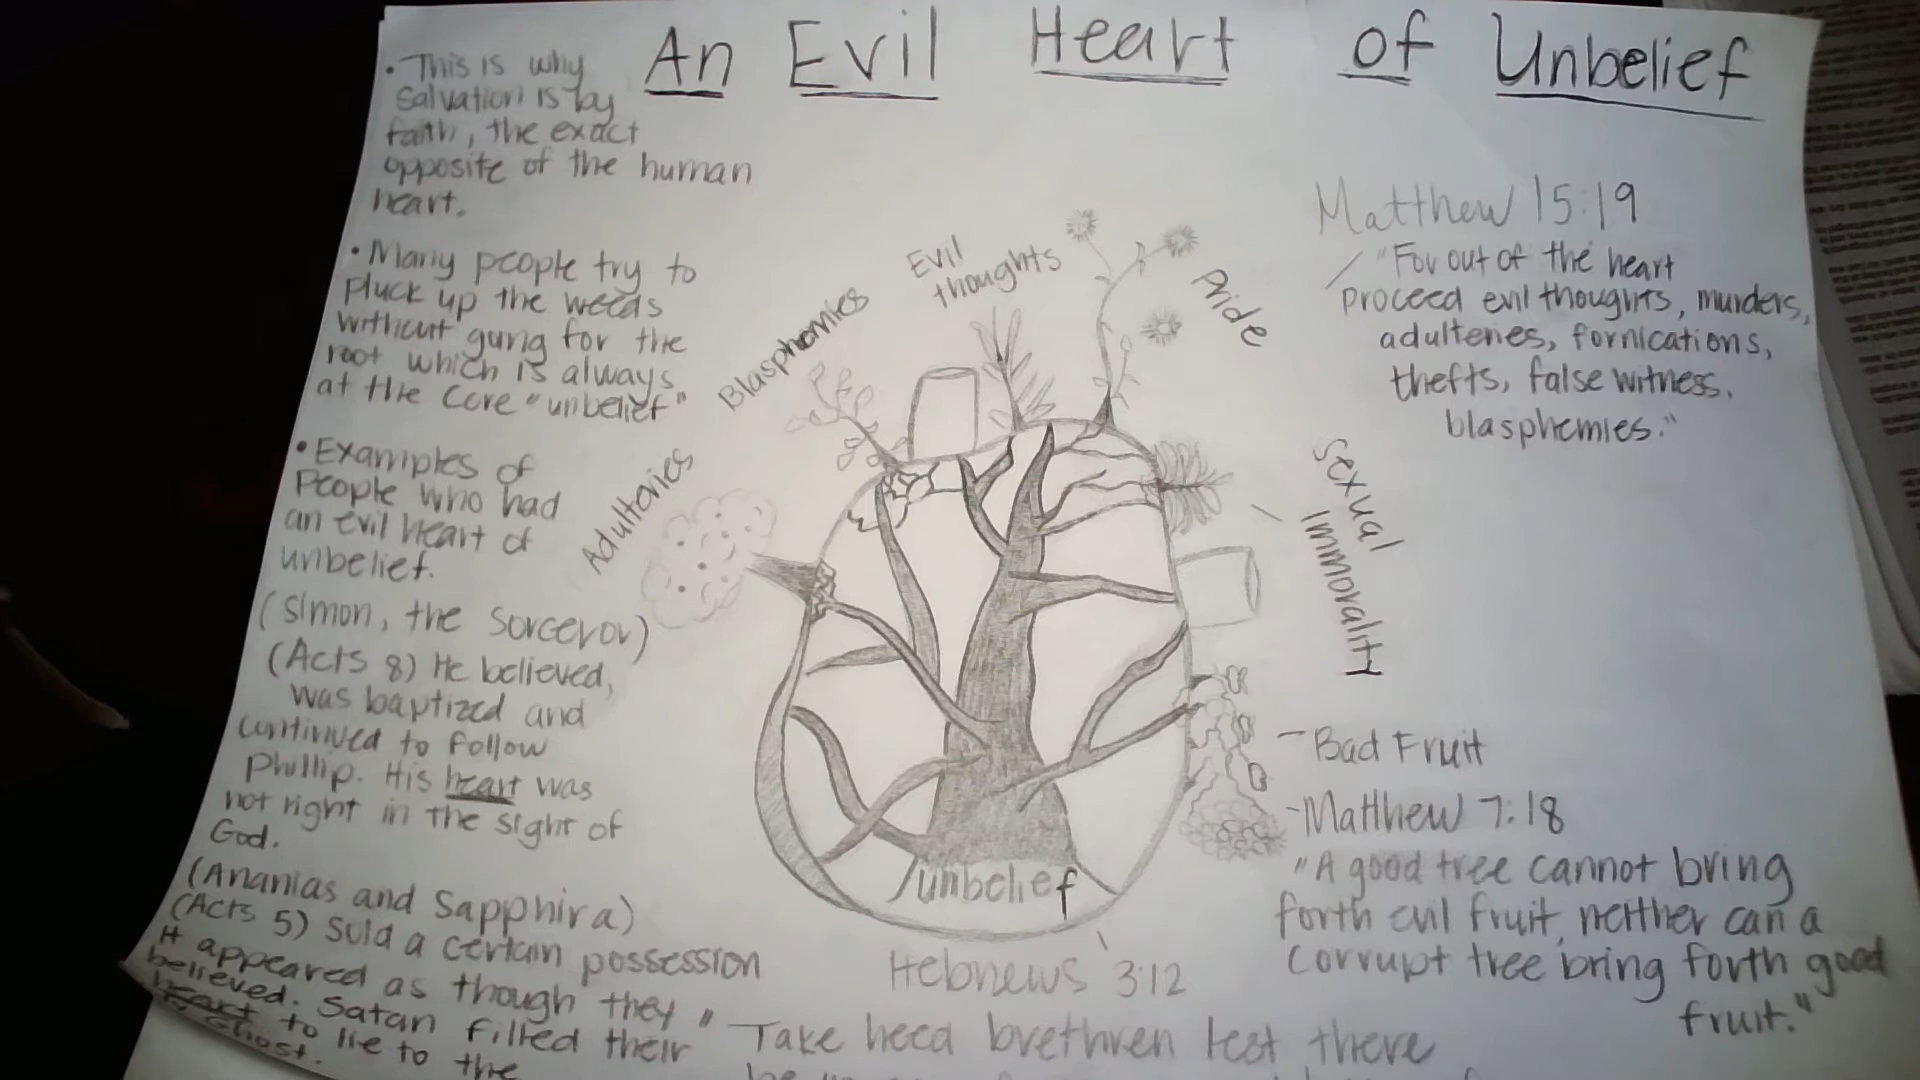 An Evil Heart of Unbelief
• This is why
salvation is by
faith, the exact
opposite of the human
heart.
• Many people try to
pluck up the weeds
without gung for the
root which is always
at the core "unbelief"
• Examples of
People who had
an evil heart of
unbelief.
(simon, the sorceror)
(Acts 8) He believed,
was baptized and
continued to follow
Phillip. His heart was
not right in the sight of
God.
(Ananias and Sapphira)
(Acts 5) Sold a certain possession
It appeared as though they
believed. Satan filled their
heart to lie to the
Ghost.
Adulteries
Blasphemies
Evil
thoughts
Pride
Sexual
Immorality
unbelief
Matthew 15:19
"For out of the heart
proceed evil thoughts, murders,
adulteries, fornications,
thefts, false witness,
blasphemies."
- Bad Fruit
- Matthew 7:18
"A good tree cannot bring
forth evil fruit, neither can a
corrupt tree bring forth good
fruit."
Hebrews 3:12
"Take heed brethren lest there